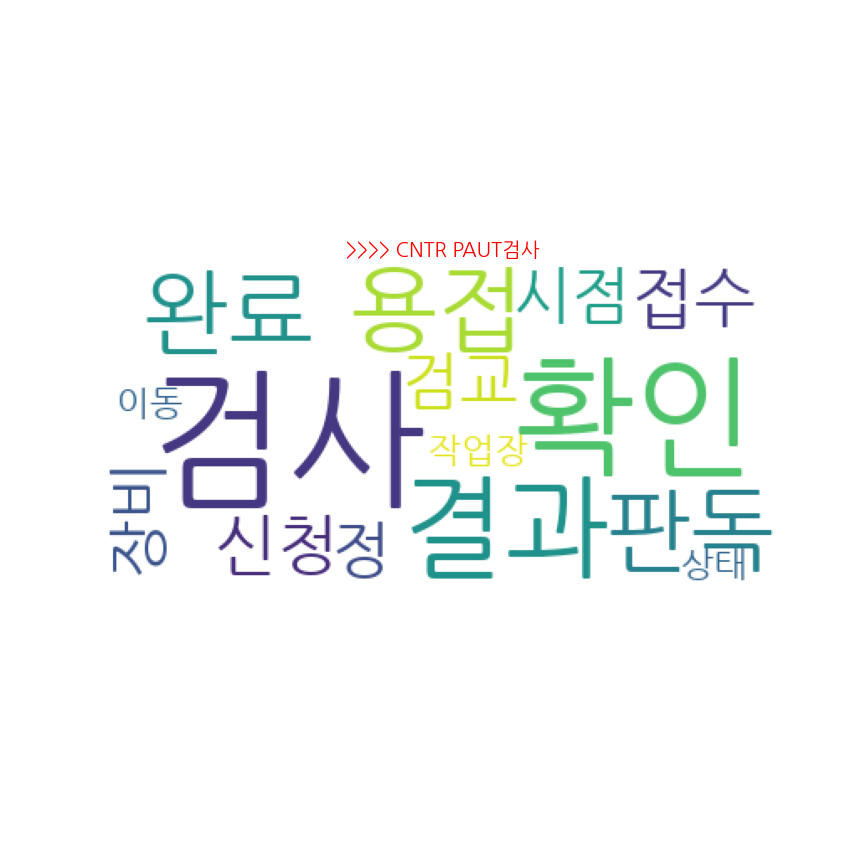 >>>> CNTR PAUT검사
완료
용접
시점
접수
이동
검사
검교
확인
작업장
장비
신청
정
결과
판독
상태